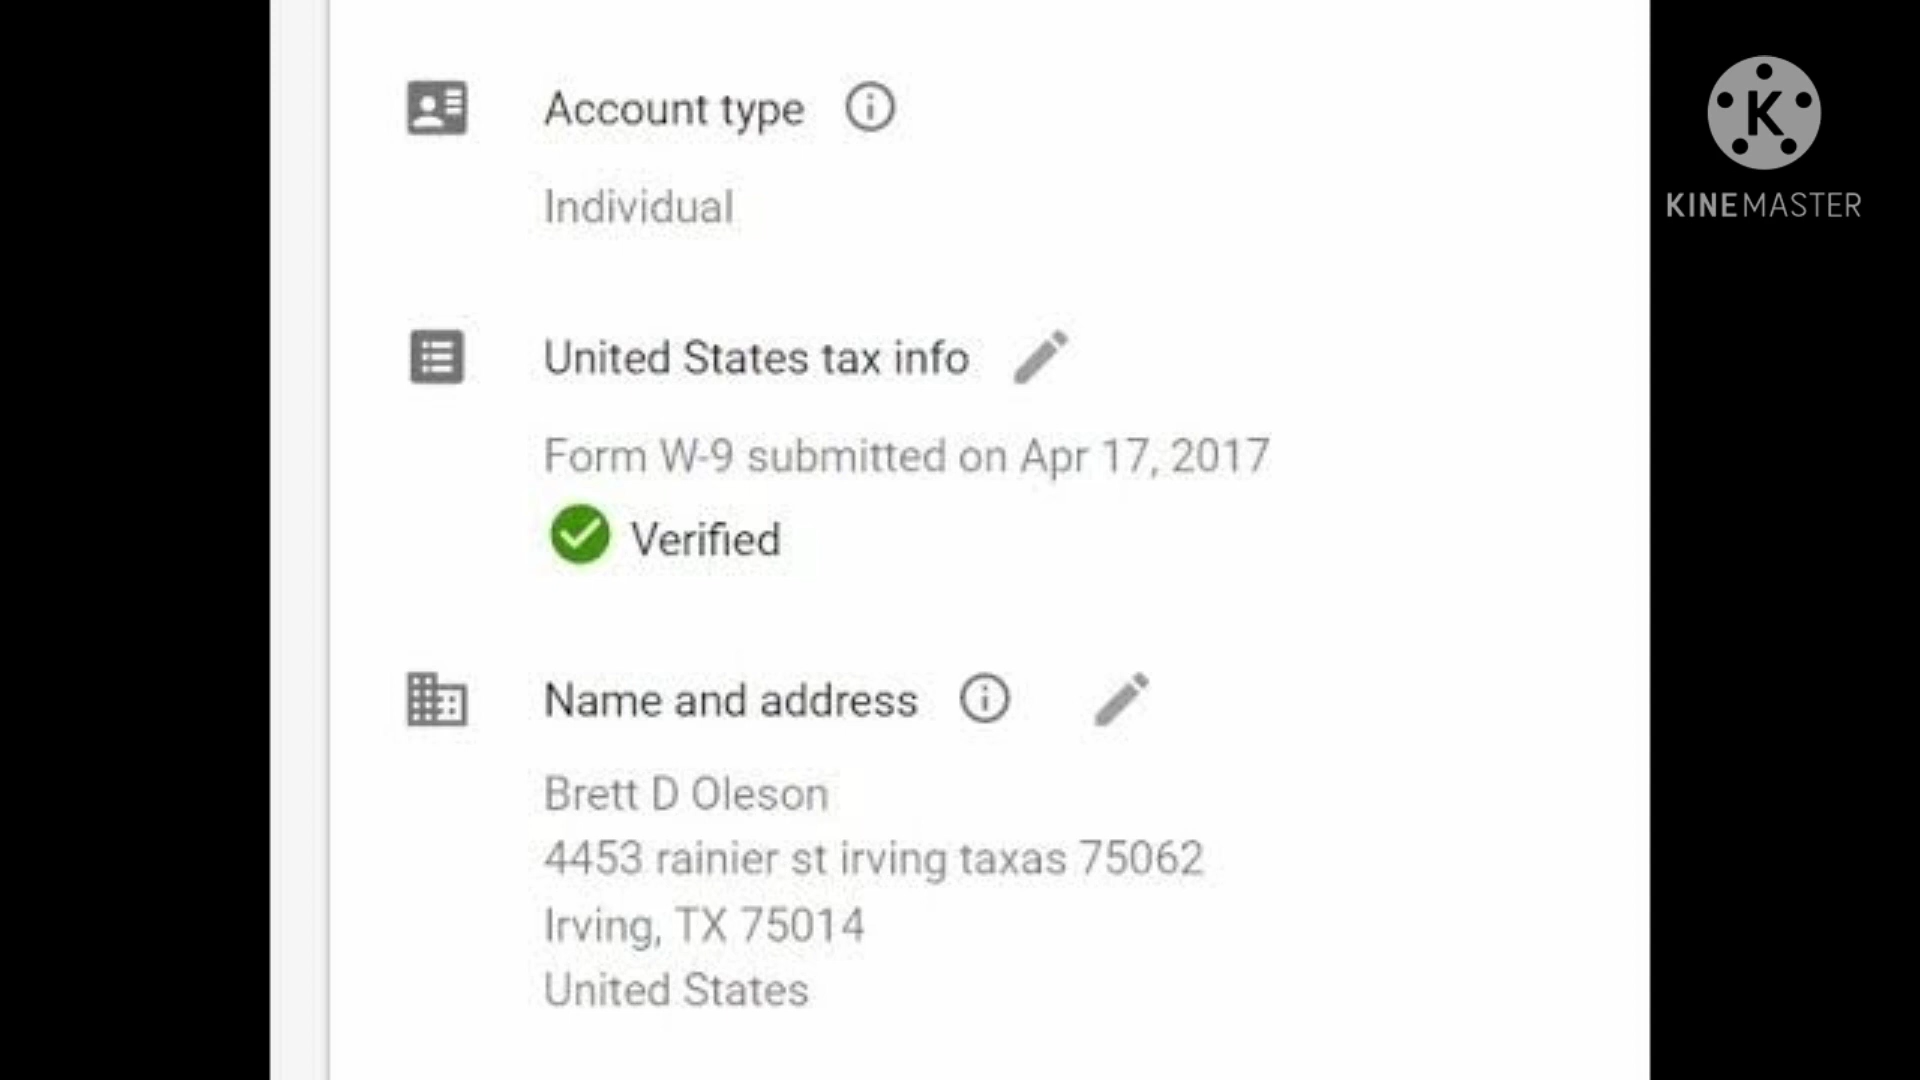 Account type
Individual
United States tax info
Form W-9 submitted on Apr 17, 2017
Verified
Name and address
Brett D Oleson
4453 rainier st irving taxas 75062
Irving, TX 75014
United States
K
KINEMASTER